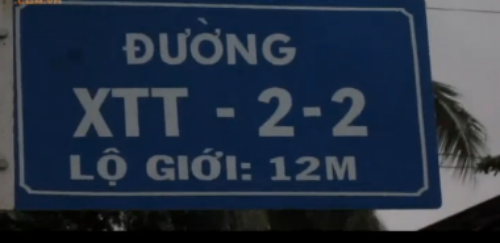 ĐƯỜNG
XTT - 2-2
LỘ GIỚI: 12M